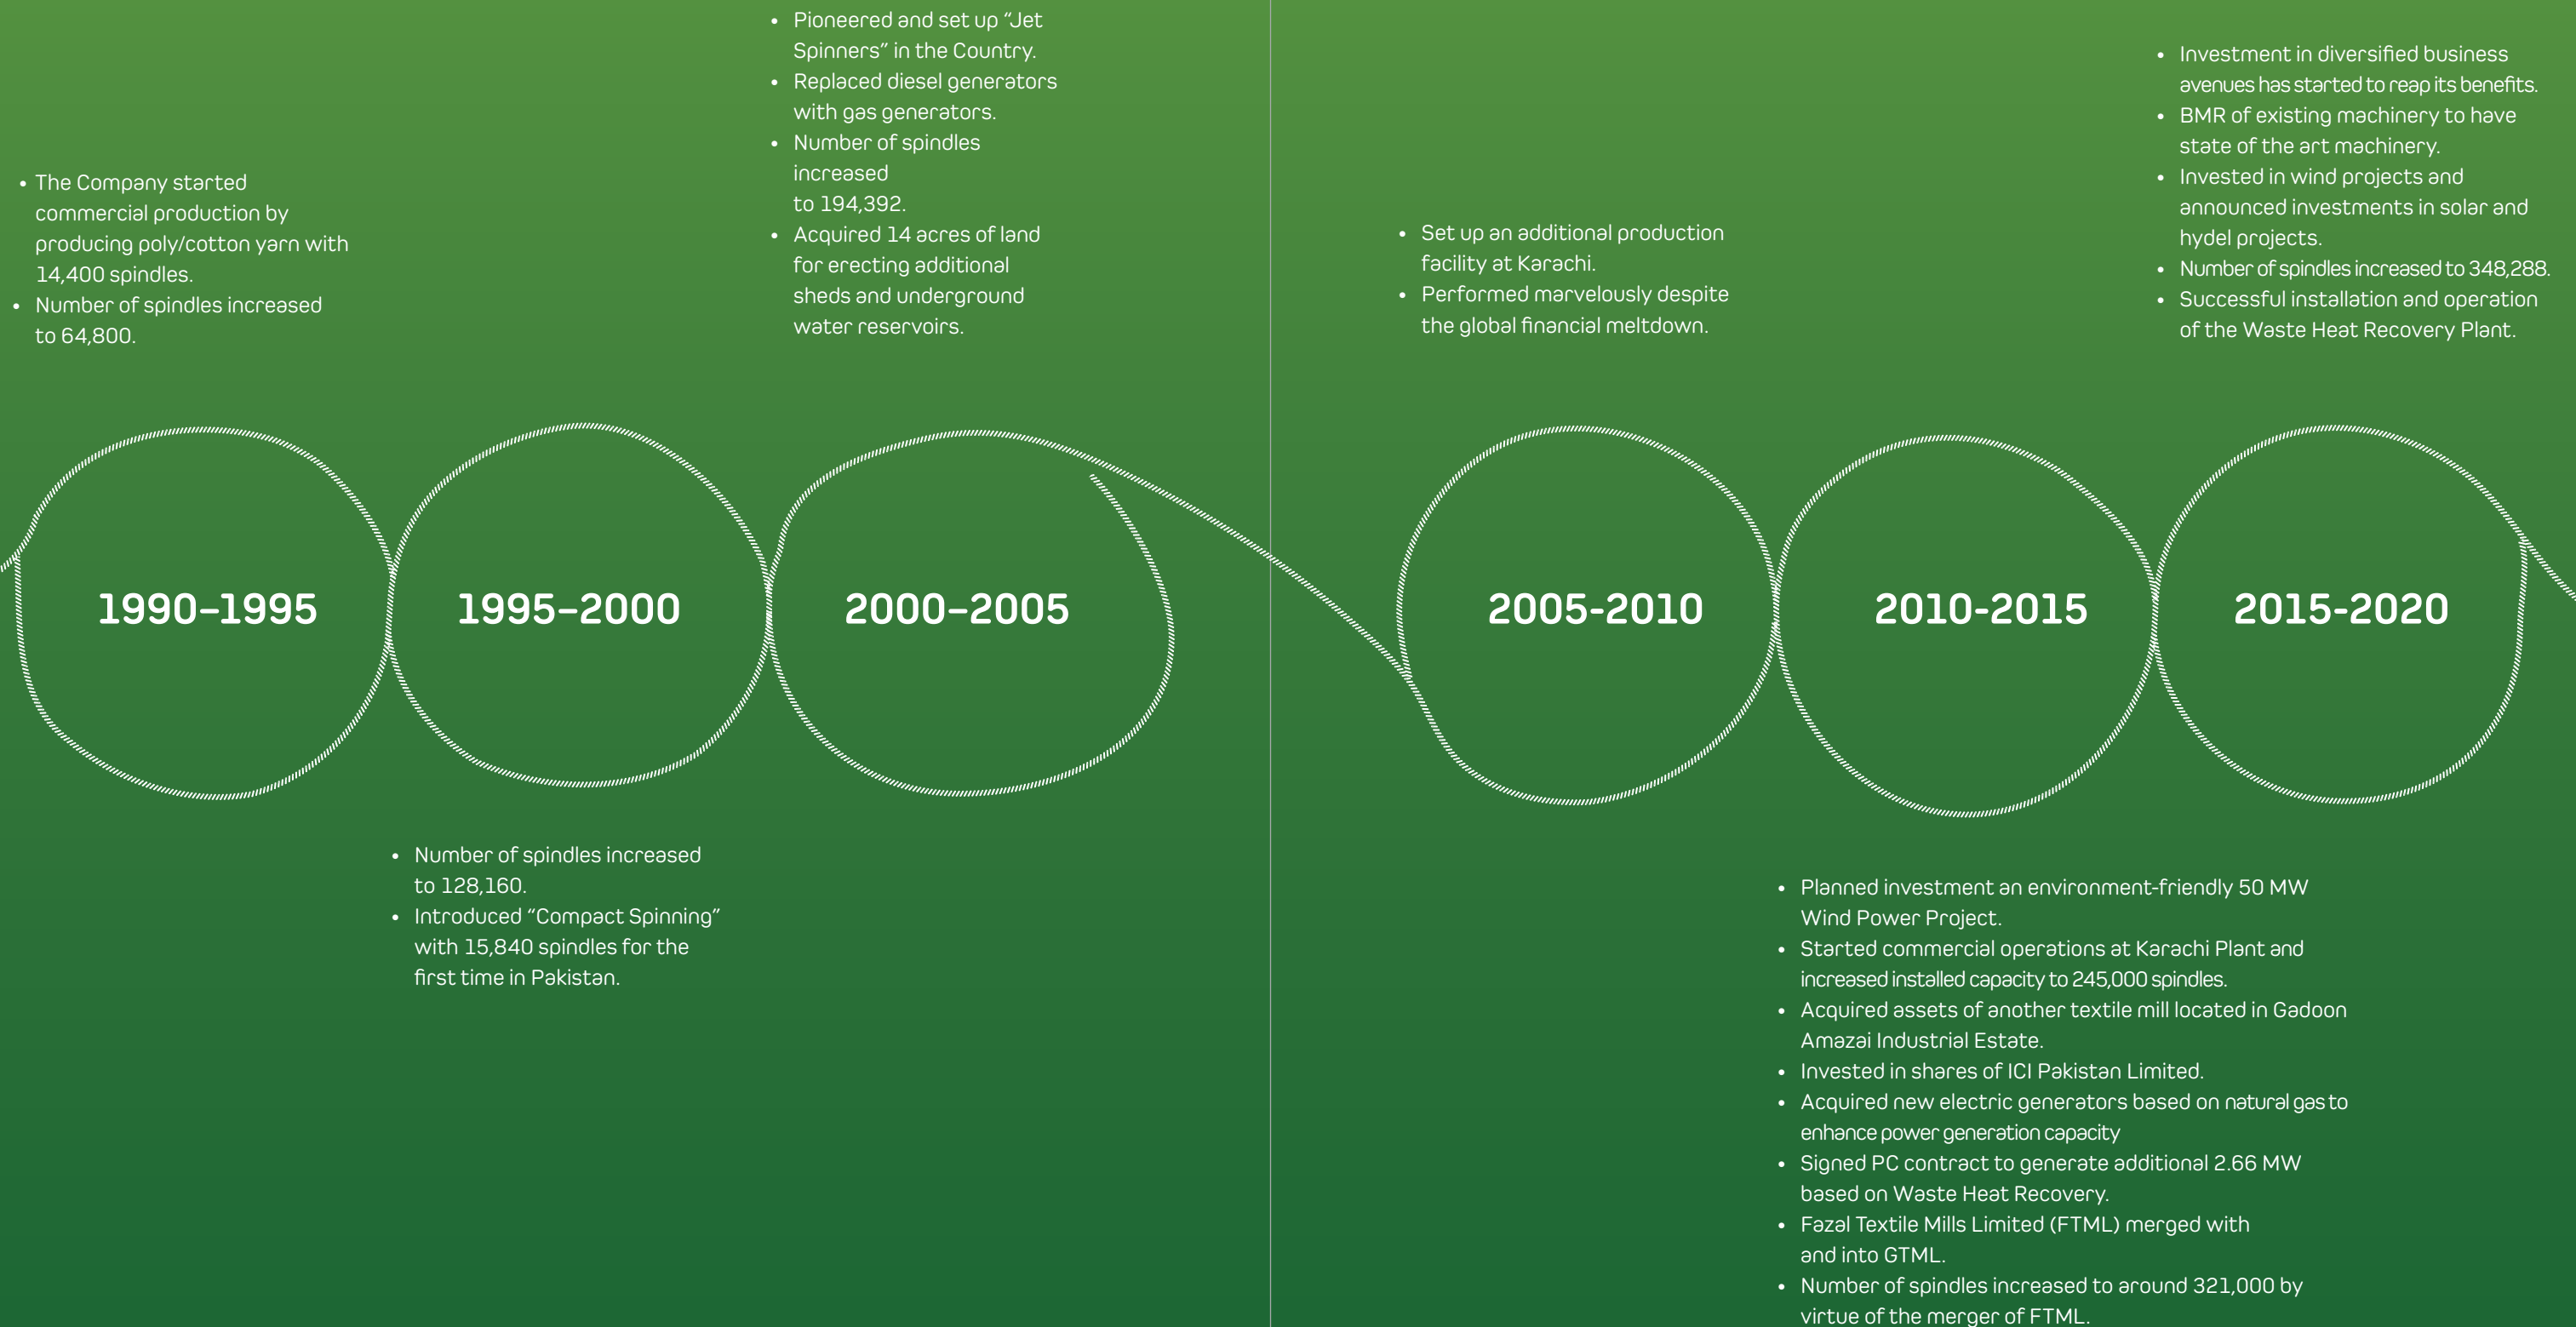 • The Company started
commercial production by
producing poly/cotton yarn with
14,400 spindles.
• Number of spindles increased
to 64,800.
1990–1995
1995–2000
• Number of spindles increased
to 128,160.
• Introduced “Compact Spinning”
with 15,840 spindles for the
first time in Pakistan.
• Pioneered and set up “Jet
Spinners” in the Country.
• Replaced diesel generators
with gas generators.
• Number of spindles
increased
to 194,392.
• Acquired 14 acres of land
for erecting additional
sheds and underground
water reservoirs.
2000–2005
• Set up an additional production
facility at Karachi.
• Performed marvelously despite
the global financial meltdown.
2005-2010
2010-2015
• Planned investment an environment-friendly 50 MW
Wind Power Project.
• Started commercial operations at Karachi Plant and
increased installed capacity to 245,000 spindles.
• Acquired assets of another textile mill located in Gadoon
Amazai Industrial Estate.
• Invested in shares of ICI Pakistan Limited.
• Acquired new electric generators based on natural gas to
enhance power generation capacity
• Signed PC contract to generate additional 2.66 MW
based on Waste Heat Recovery.
• Fazal Textile Mills Limited (FTML) merged with
and into GTML.
• Number of spindles increased to around 321,000 by
virtue of the merger of FTML.
• Investment in diversified business
avenues has started to reap its benefits.
• BMR of existing machinery to have
state of the art machinery.
• Invested in wind projects and
announced investments in solar and
hydel projects.
• Number of spindles increased to 348,288.
• Successful installation and operation
of the Waste Heat Recovery Plant.
2015-2020